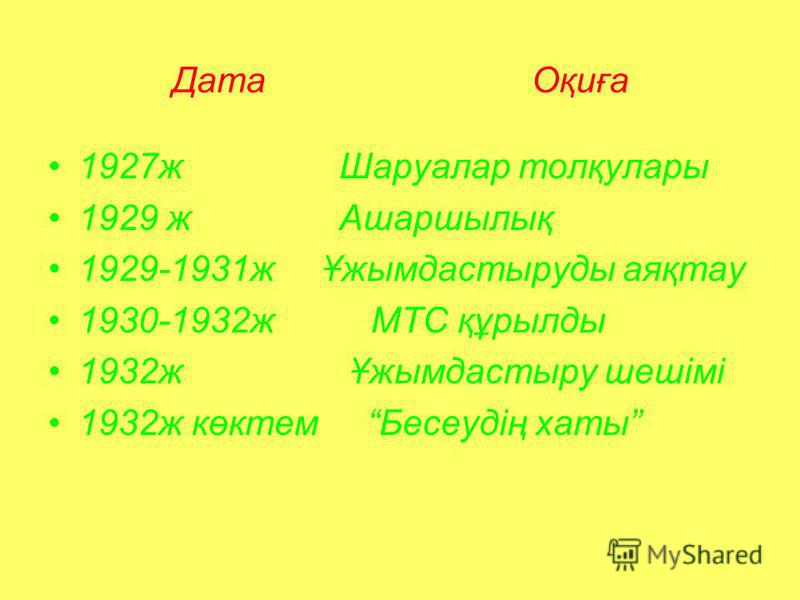 Дата Оқиға
• 1927ж Шаруалар толқулары
• 1929 ж Ашаршылық
• 1929-1931ж Ұжымдастыруды аяқтау
• 1930-1932ж МТС құрылды
• 1932ж Ұжымдастыру шешімі
• 1932ж көктем “Бесеудің хаты”
MyShared